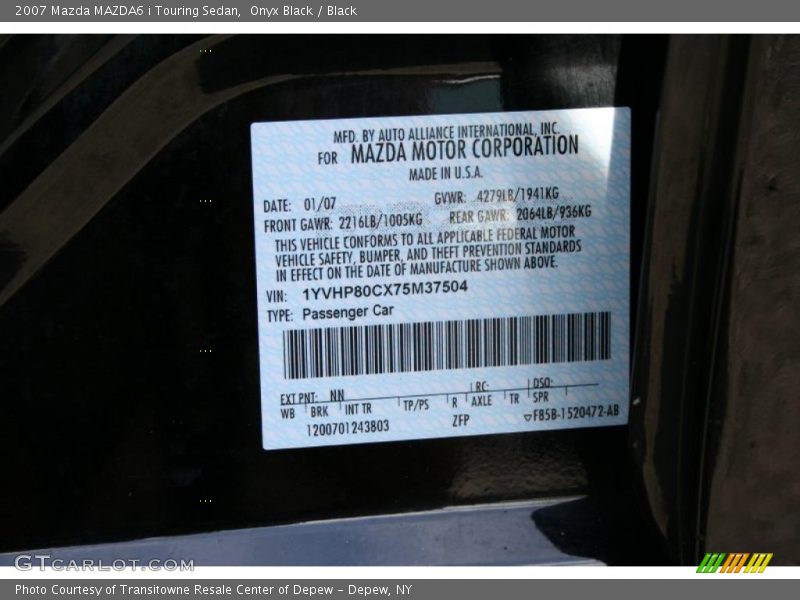 2007 Mazda MAZDA6 i Touring Sedan,  Onyx Black / Black
MFD. BY AUTO ALLIANCE INTERNATIONAL, INC.
FOR MAZDA MOTOR CORPORATION
MADE IN U.S.A.
DATE: 01/07 GVWR: 4279LB/1941KG
FRONT GAWR: 2216LB/1005KG REAR GAWR: 2064LB/936KG
THIS VEHICLE CONFORMS TO ALL APPLICABLE FEDERAL MOTOR
VEHICLE SAFETY, BUMPER, AND THEFT PREVENTION STANDARDS
IN EFFECT ON THE DATE OF MANUFACTURE SHOWN ABOVE.
VIN: 1YVHP80CX75M37504
TYPE: Passenger Car
EXT PNT: NN RC: DSO:
WB BRK INT TR TP/PS R AXLE TR SPR
1200701243803 ZFP ▽FB5B-1520472-AB
GTCARLOT.COM
Photo Courtesy of Transitowne Resale Center of Depew – Depew, NY